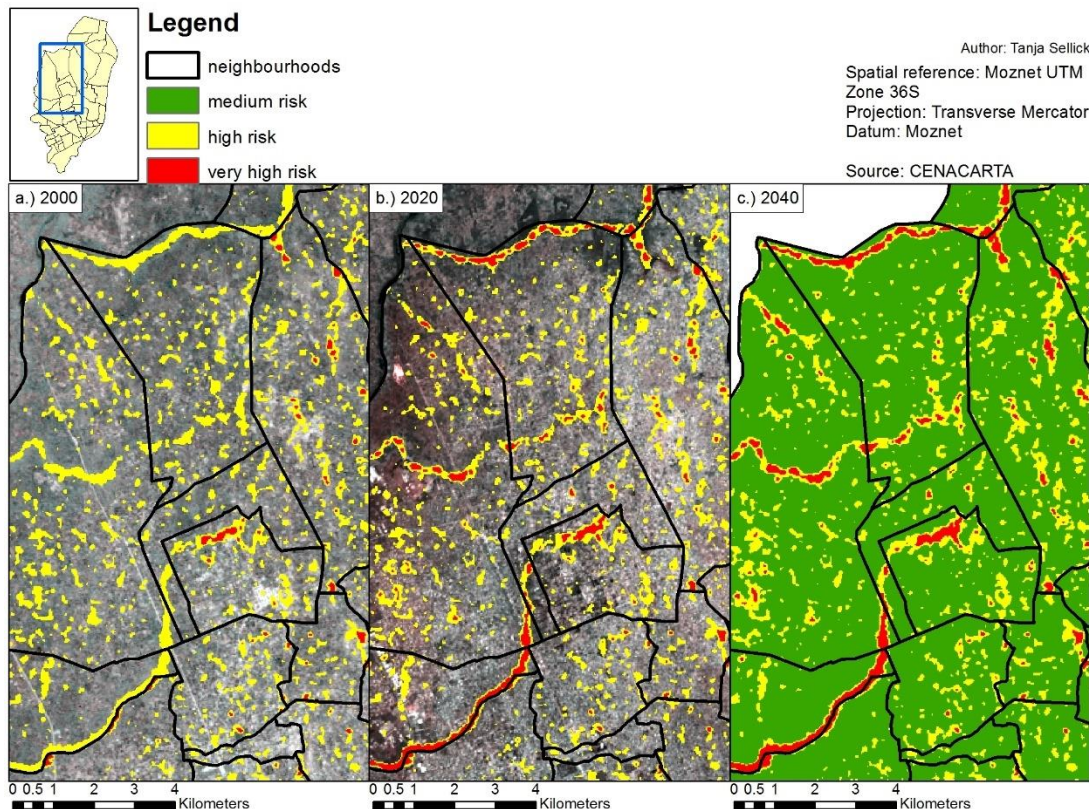 Legend
neighbourhoods
medium risk
high risk
very high risk
Author: Tanja Sellick
Spatial reference: Moznet UTM
Zone 36S
Projection: Transverse Mercator
Datum: Moznet
Source: CENACARTA
a.) 2000
b.) 2020
c.) 2040
0 0.5 1 2 3 4
Kilometers
0 0.5 1 2 3 4
Kilometers
0 0.5 1 2 3 4
Kilometers